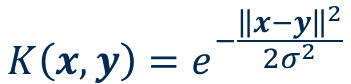 K(x, y) = e^{-\frac{\|x-y\|^2}{2\sigma^2}}